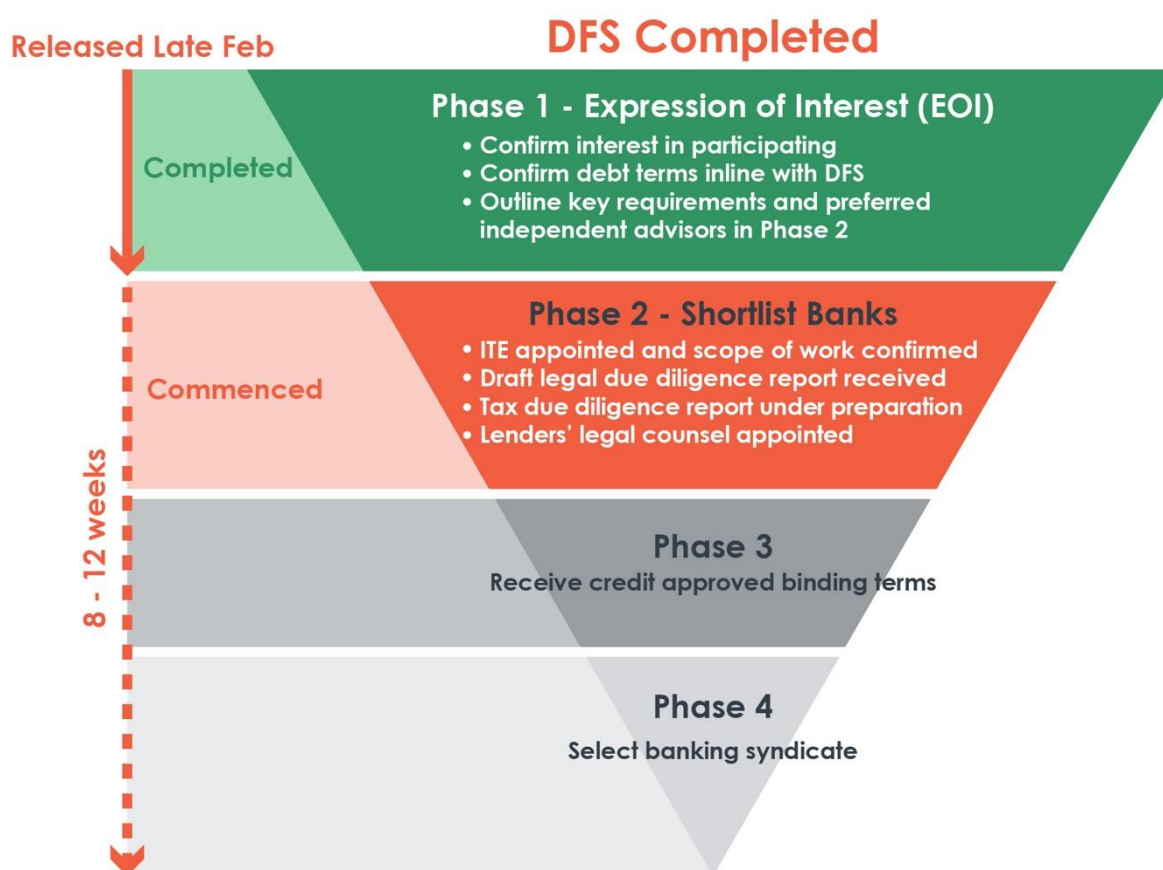 Released Late Feb
DFS Completed
Completed
Phase 1 - Expression of Interest (EOI)
• Confirm interest in participating
• Confirm debt terms inline with DFS
• Outline key requirements and preferred
independent advisors in Phase 2
Commenced
Phase 2 - Shortlist Banks
• ITE appointed and scope of work confirmed
• Draft legal due diligence report received
• Tax due diligence report under preparation
• Lenders’ legal counsel appointed
8 - 12 weeks
Phase 3
Receive credit approved binding terms
Phase 4
Select banking syndicate